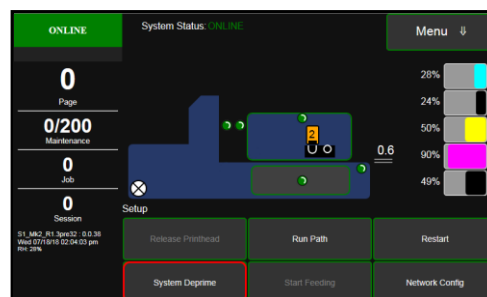 ONLINE
System Status: ONLINE
Menu
0
Page
0/200
Maintenance
0
Job
0
Session
S1_Mk2_R1.3pre32 : 0.0.38
Wed 07/18/18 02:04:03 pm
RH: 28%
2
0.6
28%
24%
50%
90%
49%
Setup
Release Printhead
Run Path
Restart
System Deprime
Start Feeding
Network Config